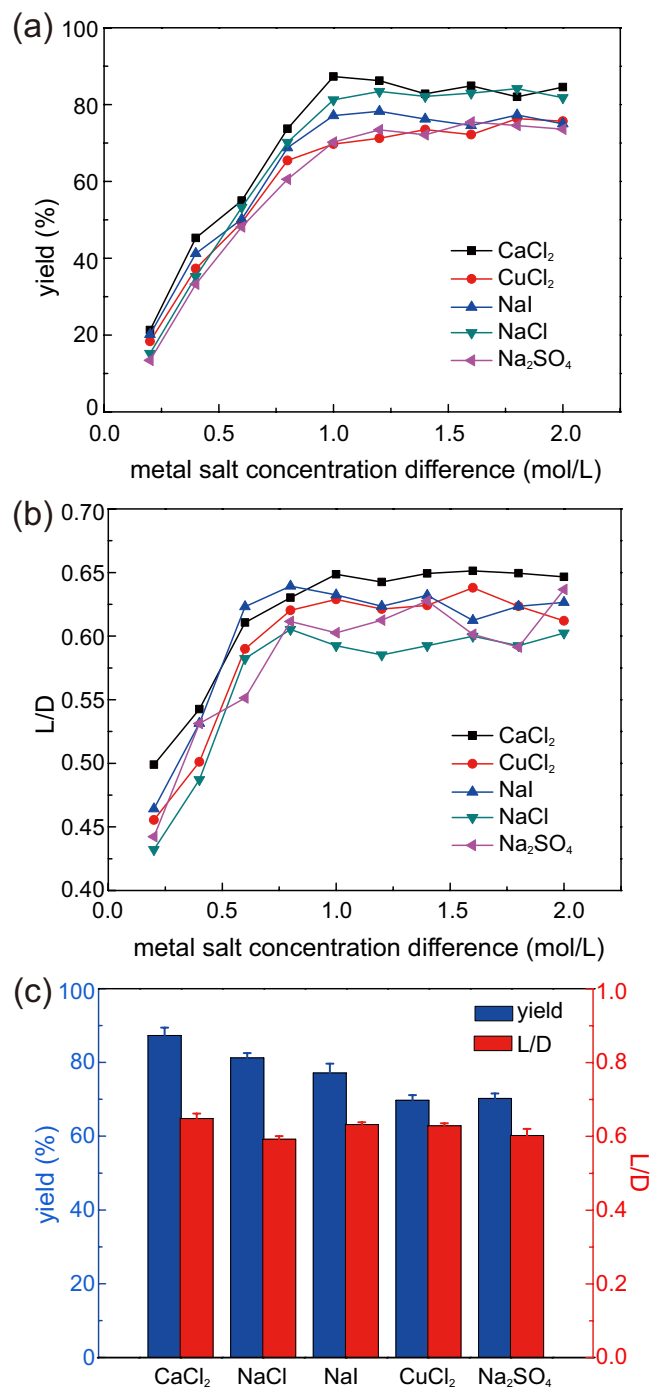 (a)
100
80
60
40
20
0
yield (%)
CaCl₂
CuCl₂
NaI
NaCl
Na₂SO₄
0.0 0.5 1.0 1.5 2.0
metal salt concentration difference (mol/L)
(b)
0.70
0.65
0.60
0.55
0.50
0.45
0.40
L/D
CaCl₂
CuCl₂
NaI
NaCl
Na₂SO₄
0.0 0.5 1.0 1.5 2.0
metal salt concentration difference (mol/L)
(c)
100
80
60
40
20
0
yield (%)
yield
L/D
1.0
0.8
0.6
0.4
0.2
0.0
L/D
CaCl₂ NaCl NaI CuCl₂ Na₂SO₄